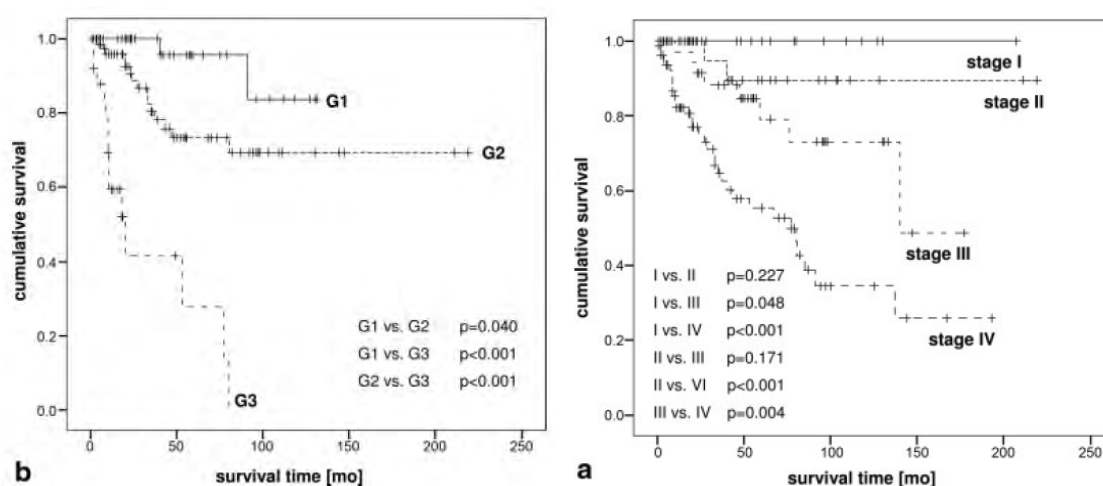 1.0
0.8
0.6
0.4
0.2
0.0
cumulative survival
G1
G2
G3
G1 vs. G2 p=0.040
G1 vs. G3 p<0.001
G2 vs. G3 p<0.001
0 50 100 150 200 250
survival time [mo]
b
1.0
0.8
0.6
0.4
0.2
0.0
cumulative survival
stage I
stage II
stage III
stage IV
I vs. II p=0.227
I vs. III p=0.048
I vs. IV p<0.001
II vs. III p=0.171
II vs. VI p<0.001
III vs. IV p=0.004
0 50 100 150 200 250
survival time [mo]
a